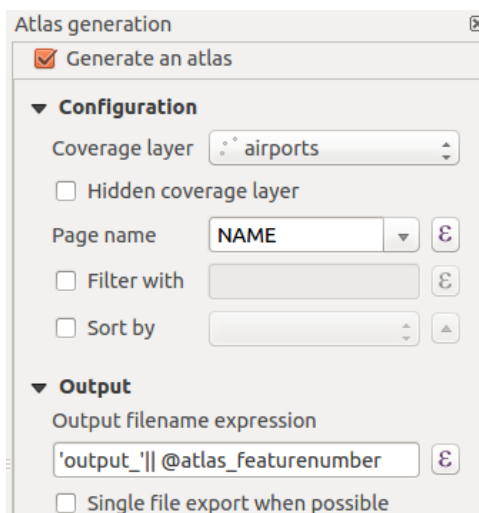 Atlas generation
Generate an atlas
Configuration
Coverage layer airports
Hidden coverage layer
Page name NAME ε
Filter with ε
Sort by
Output
Output filename expression
'output_'|| @atlas_featurenumber ε
Single file export when possible